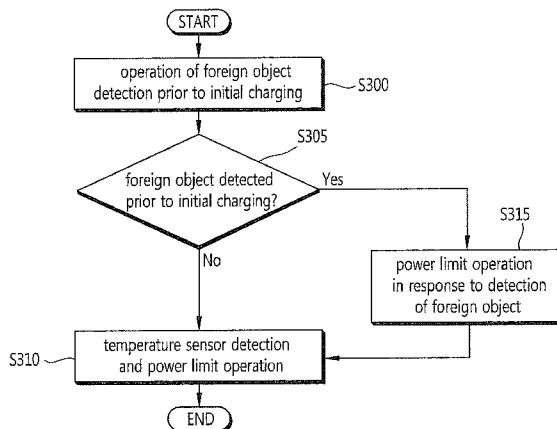 START
operation of foreign object
detection prior to initial charging
S300
S305
foreign object detected
prior to initial charging?
Yes
S315
No
power limit operation
in response to detection
of foreign object
S310
temperature sensor detection
and power limit operation
END